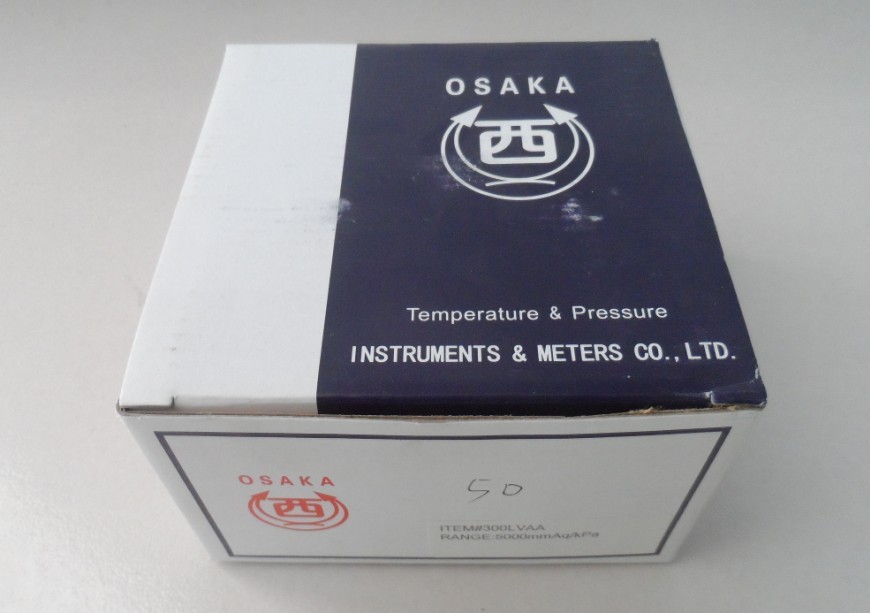 OSAKA
西
Temperature & Pressure
INSTRUMENTS & METERS CO.,LTD.
OSAKA
西
50
ITEM#300LVAA
RANGE:5000mmAq/kPa